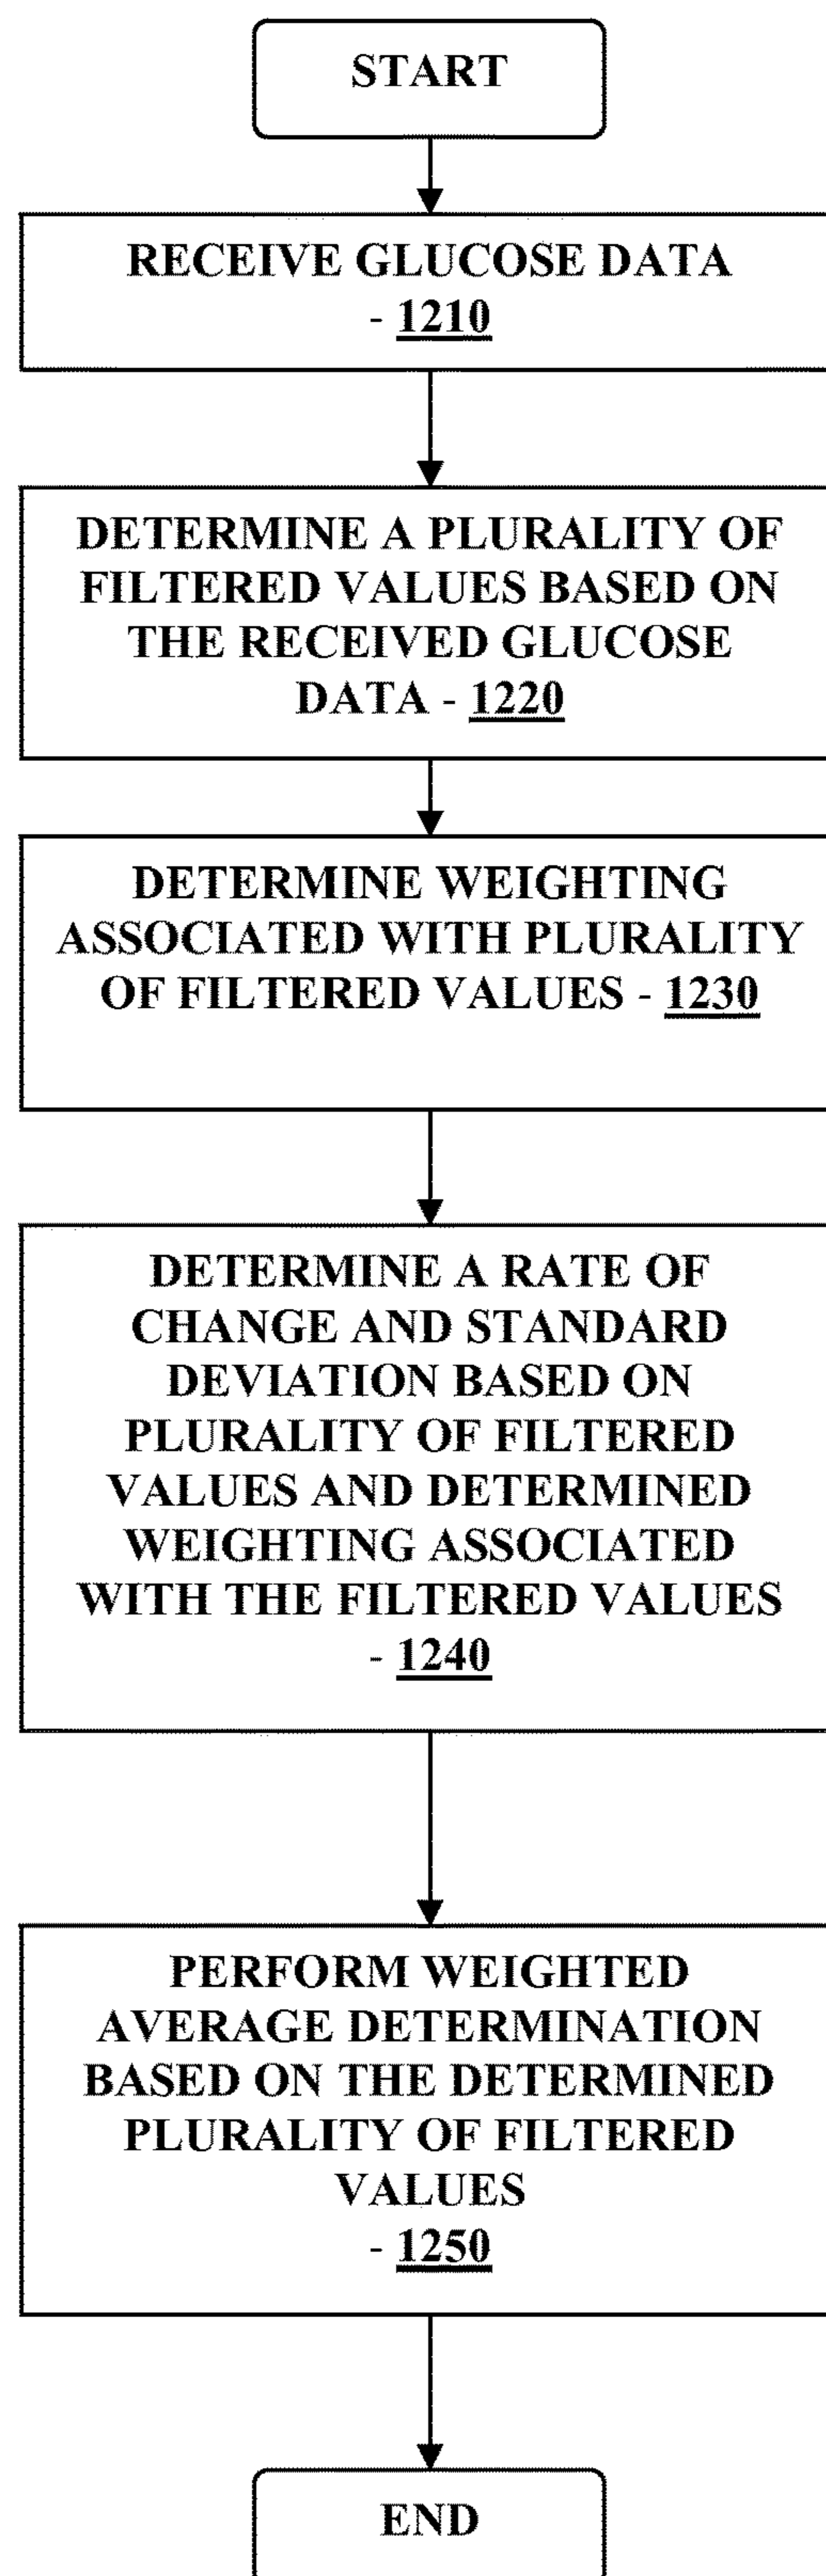 START
RECEIVE GLUCOSE DATA
- 1210
DETERMINE A PLURALITY OF
FILTERED VALUES BASED ON
THE RECEIVED GLUCOSE
DATA - 1220
DETERMINE WEIGHTING
ASSOCIATED WITH PLURALITY
OF FILTERED VALUES - 1230
DETERMINE A RATE OF
CHANGE AND STANDARD
DEVIATION BASED ON
PLURALITY OF FILTERED
VALUES AND DETERMINED
WEIGHTING ASSOCIATED
WITH THE FILTERED VALUES
- 1240
PERFORM WEIGHTED
AVERAGE DETERMINATION
BASED ON THE DETERMINED
PLURALITY OF FILTERED
VALUES
- 1250
END